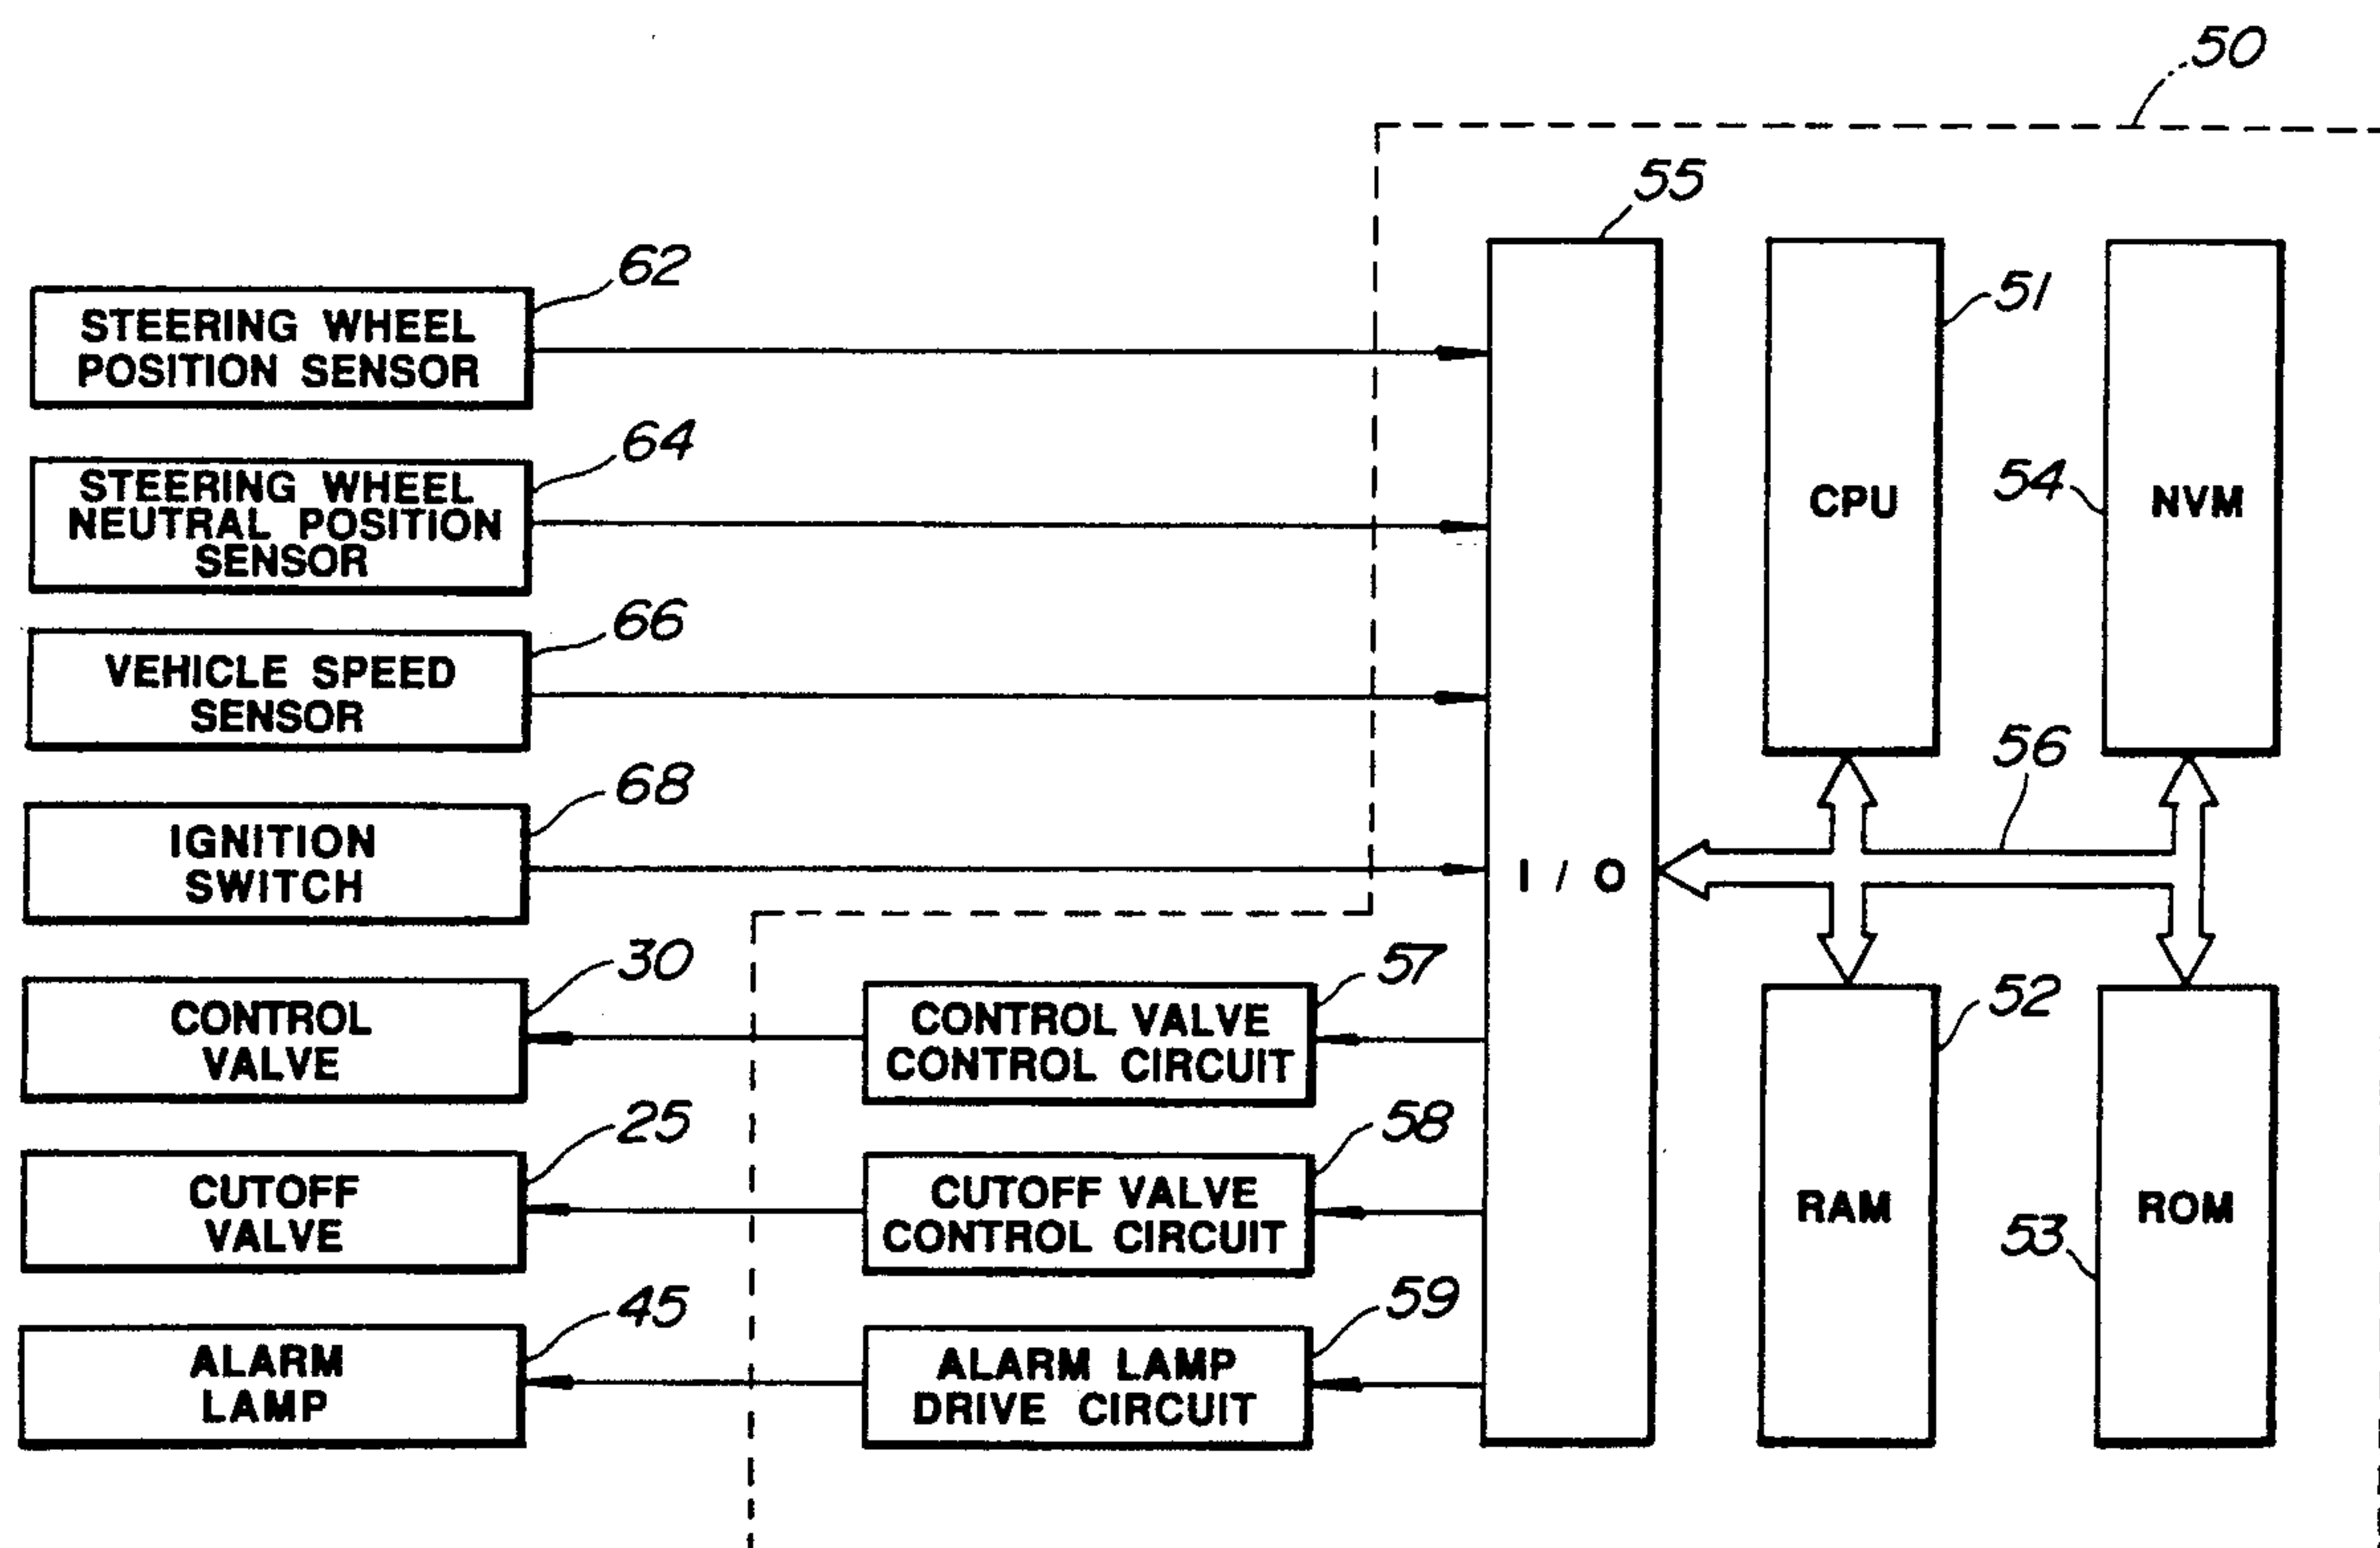 50
55
62
STEERING WHEEL
POSITION SENSOR
51
64
STEERING WHEEL
NEUTRAL POSITION
SENSOR
54
CPU
NVM
66
VEHICLE SPEED
SENSOR
56
68
IGNITION
SWITCH
I / O
30
CONTROL
VALVE
57
CONTROL VALVE
CONTROL CIRCUIT
52
25
CUTOFF
VALVE
58
CUTOFF VALVE
CONTROL CIRCUIT
RAM
ROM
53
45
ALARM
LAMP
59
ALARM LAMP
DRIVE CIRCUIT